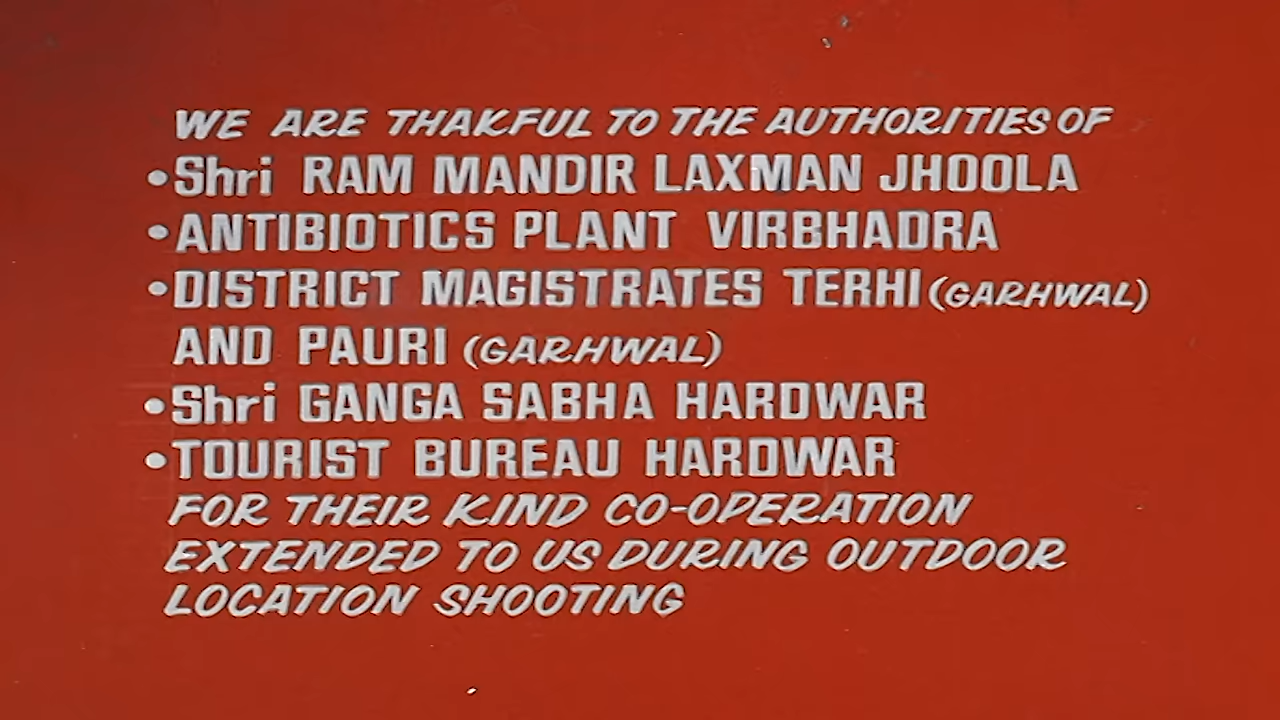 WE ARE THAKFUL TO THE AUTHORITIES OF
•Shri RAM MANDIR LAXMAN JHOOLA
•ANTIBIOTICS PLANT VIRBHADRA
•DISTRICT MAGISTRATES TERHI (GARHWAL)
AND PAURI (GARHWAL)
•Shri GANGA SABHA HARDWAR
•TOURIST BUREAU HARDWAR
FOR THEIR KIND CO-OPERATION
EXTENDED TO US DURING OUTDOOR
LOCATION SHOOTING